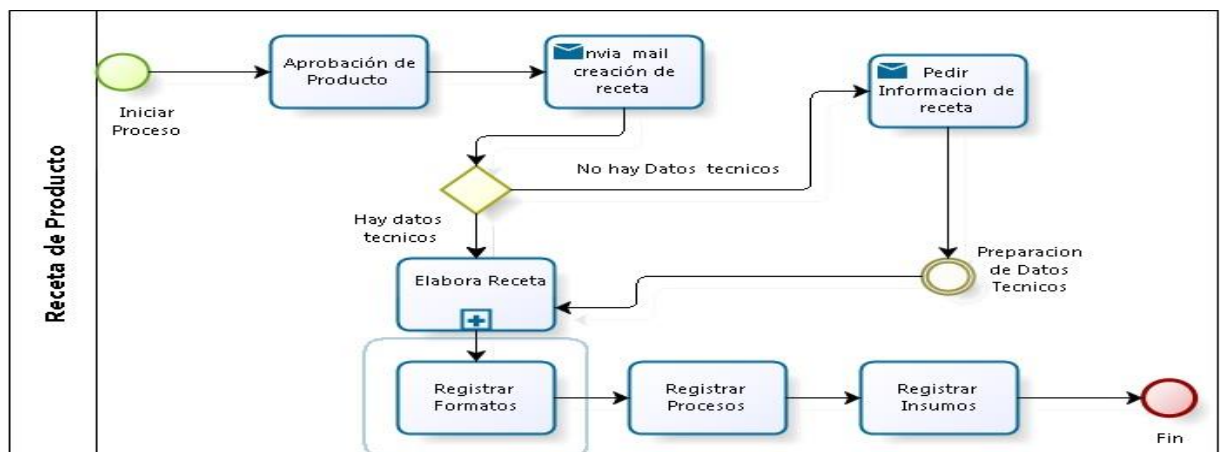 Receta de Producto
Iniciar
Proceso
Aprobación de
Producto
nvia mail
creación de
receta
Pedir
Informacion de
receta
No hay Datos tecnicos
Hay datos
tecnicos
Preparacion
de Datos
Tecnicos
Elabora Receta
Registrar
Formatos
Registrar
Procesos
Registrar
Insumos
Fin